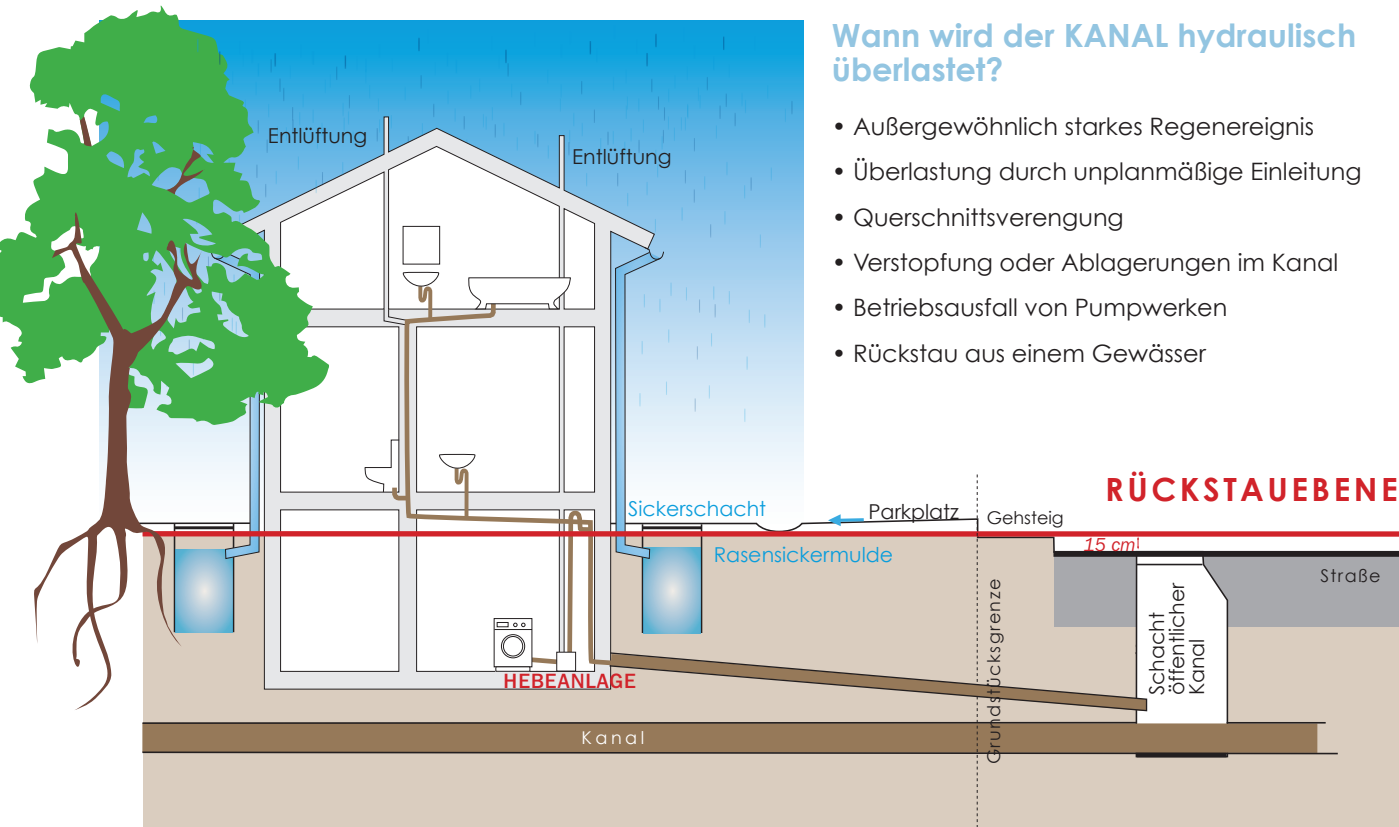 Wann wird der KANAL hydraulisch
überlastet?
• Außergewöhnlich starkes Regenereignis
• Überlastung durch unplanmäßige Einleitung
• Querschnittsverengung
• Verstopfung oder Ablagerungen im Kanal
• Betriebsausfall von Pumpwerken
• Rückstau aus einem Gewässer
Entlüftung
Entlüftung
RÜCKSTAUEBENE
Sickerschacht
Parkplatz
Gehsteig
15 cm
Rasensickermulde
Straße
Grundstücksgrenze
Schacht
öffentlicher
Kanal
HEBEANLAGE
Kanal